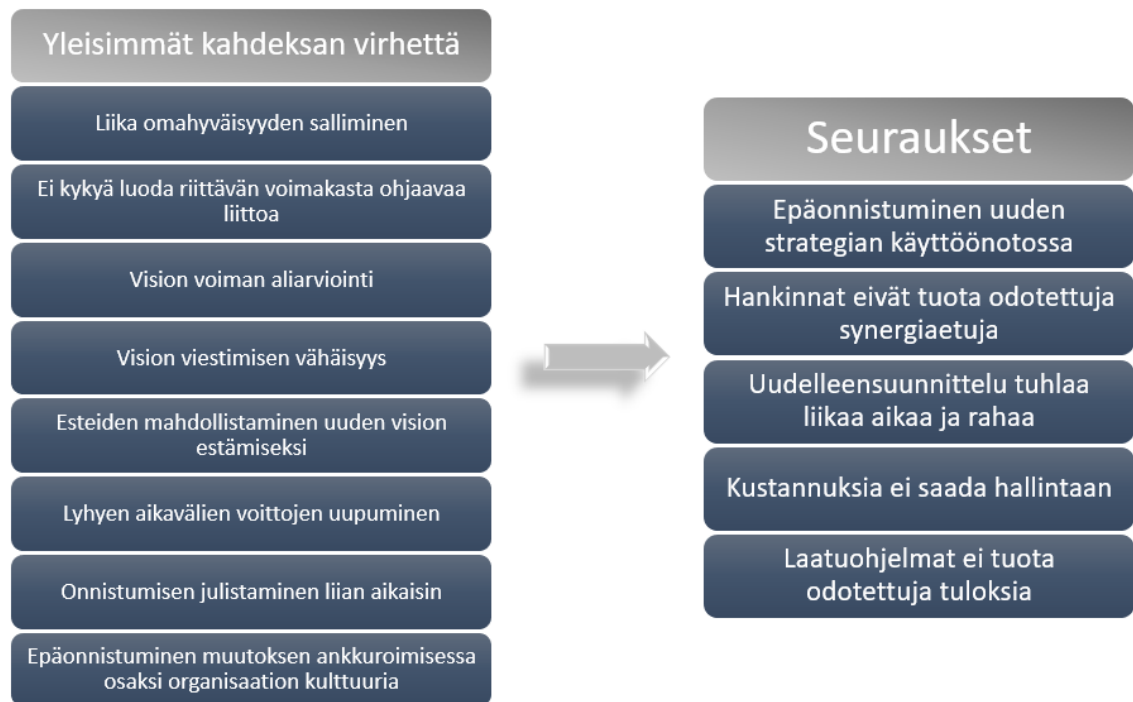 Yleisimmät kahdeksan virhettä
Liika omahyväisyyden salliminen
Ei kykyä luoda riittävän voimakasta ohjaavaa
liittoa
Vision voiman aliarviointi
Vision viestimisen vähäisyys
Esteiden mahdollistaminen uuden vision
estämiseksi
Lyhyen aikavälien voittojen uupuminen
Onnistumisen julistaminen liian aikaisin
Epäonnistuminen muutoksen ankkuroimisessa
osaksi organisaation kulttuuria
Seuraukset
Epäonnistuminen uuden
strategian käyttöönotossa
Hankinnat eivät tuota odotettuja
synergiaetuja
Uudelleensuunnittelu tuhlaa
liikaa aikaa ja rahaa
Kustannuksia ei saada hallintaan
Laatuohjelmat ei tuota
odotettuja tuloksia